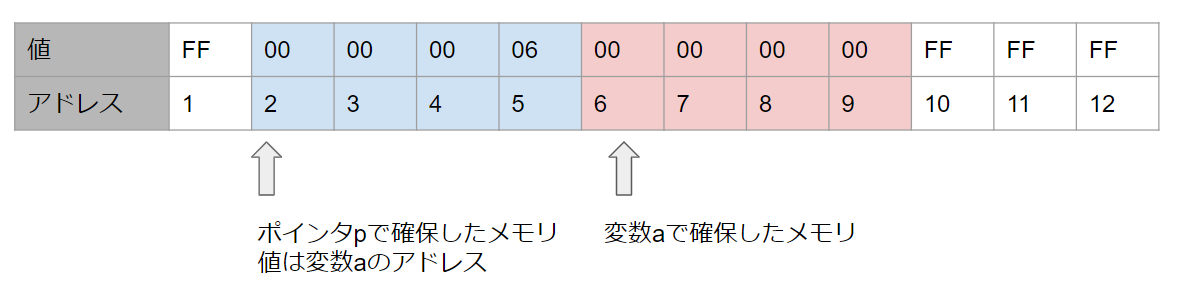 値 FF 00 00 00 06 00 00 00 00 FF FF FF
アドレス 1 2 3 4 5 6 7 8 9 10 11 12
ポインタpで確保したメモリ
値は変数aのアドレス
変数aで確保したメモリ